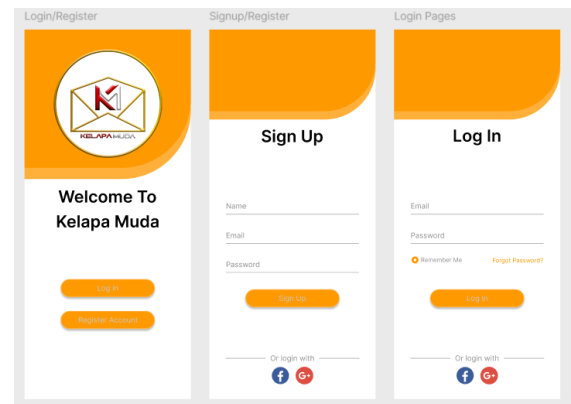 Login/Register
KELAPA MUDA
Welcome To
Kelapa Muda
Log In
Register Account
Signup/Register
Sign Up
Name
Email
Password
Sign Up
Or login with
f G+
Login Pages
Log In
Email
Password
Remember Me Forgot Password?
Log In
Or login with
f G+